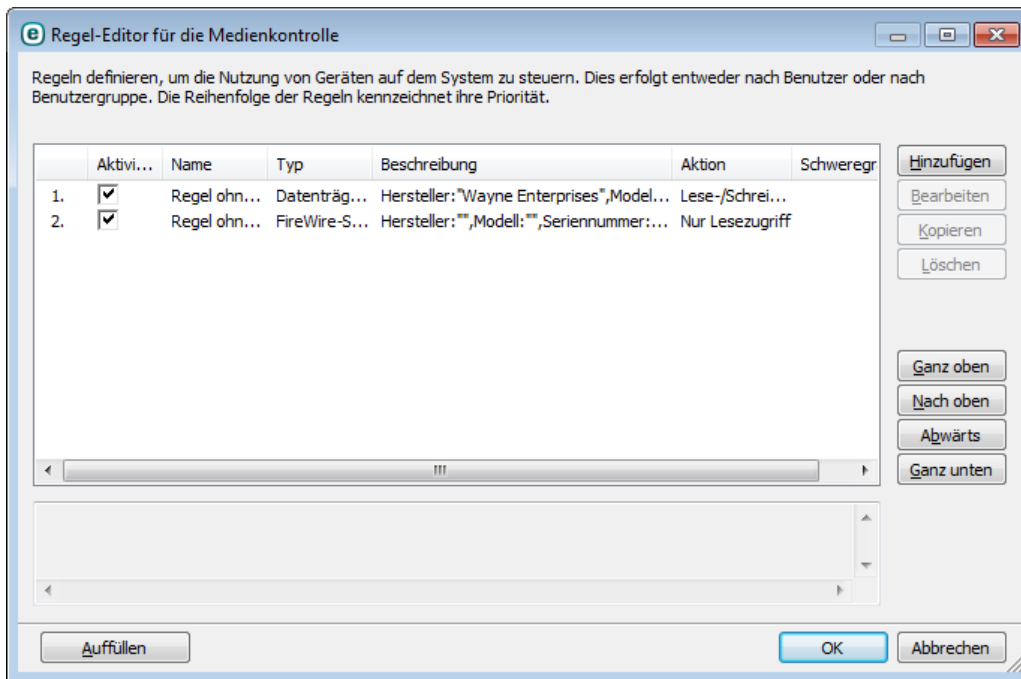 Regel-Editor für die Medienkontrolle
Regeln definieren, um die Nutzung von Geräten auf dem System zu steuern. Dies erfolgt entweder nach Benutzer oder nach
Benutzergruppe. Die Reihenfolge der Regeln kennzeichnet ihre Priorität.
Aktivi... Name Typ Beschreibung Aktion Schweregr
1. Regel ohn... Datenträg... Hersteller:"Wayne Enterprises",Model... Lese-/Schrei...
2. Regel ohn... FireWire-S... Hersteller:"",Modell:"",Seriennummer:... Nur Lesezugriff
Hinzufügen
Bearbeiten
Kopieren
Löschen
Ganz oben
Nach oben
Abwärts
Ganz unten
Auffüllen OK Abbrechen